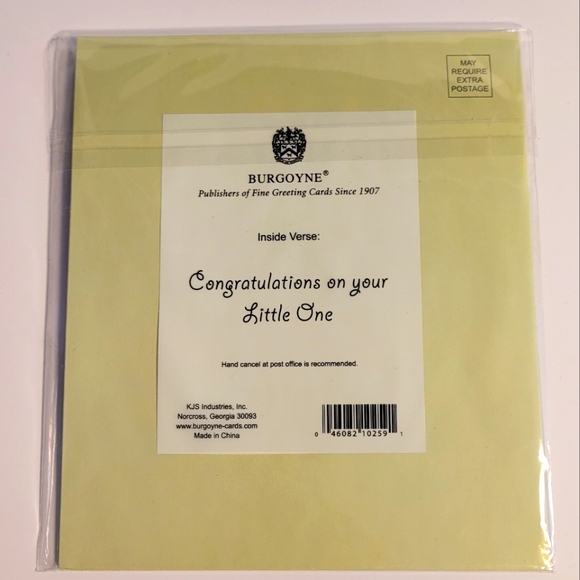 MAY
REQUIRE
EXTRA
POSTAGE
BURGOYNE®
Publishers of Fine Greeting Cards Since 1907
Inside Verse:
Congratulations on your
Little One
Hand cancel at post office is recommended.
KJS Industries, Inc.
Norcross, Georgia 30093
www.burgoyne-cards.com
Made in China
0 46082 10259 1